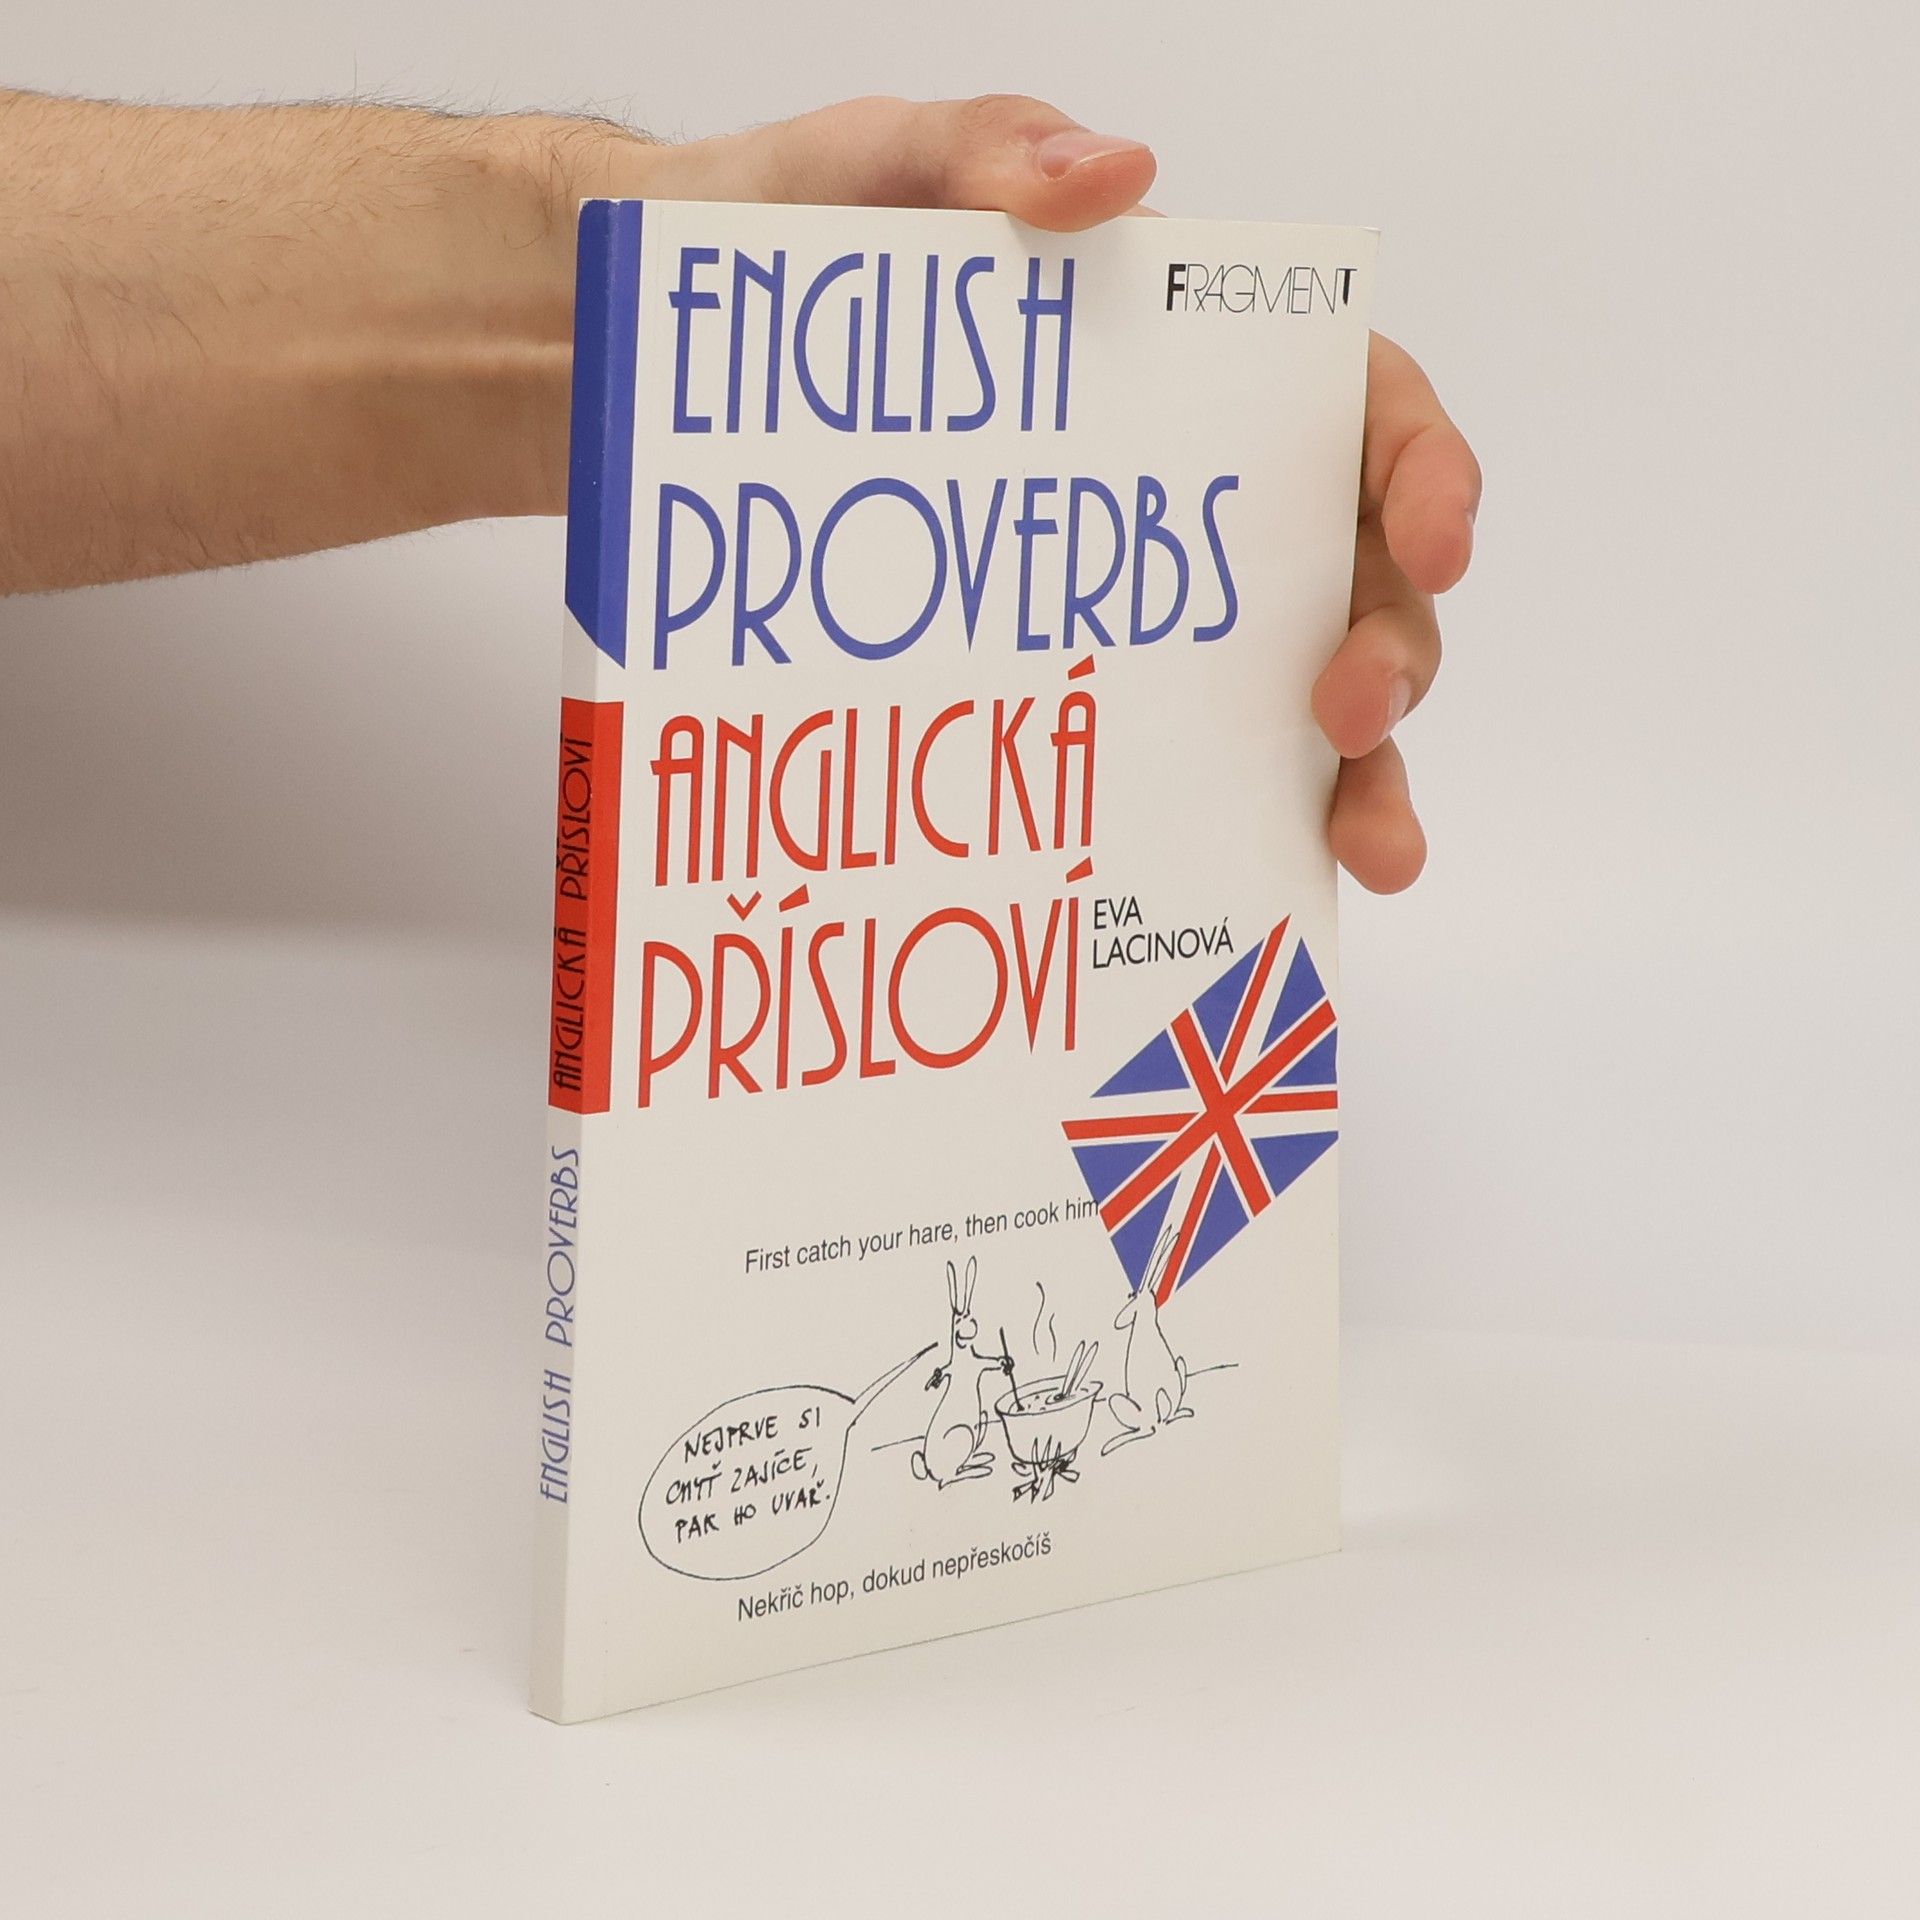 ENGLISH
PROVERBS
FRAGMENT
ANGLICKÁ
PŘÍSLOVÍ
EVA
LACINOVÁ
First catch your hare, then cook him
NEJPRVE SI
CHYŤ ZAJÍCE,
PAK HO UVAŘ.
Nekřič hop, dokud nepřeskočíš
ENGLISH PROVERBS ANGLICKÁ PŘÍSLOVÍ